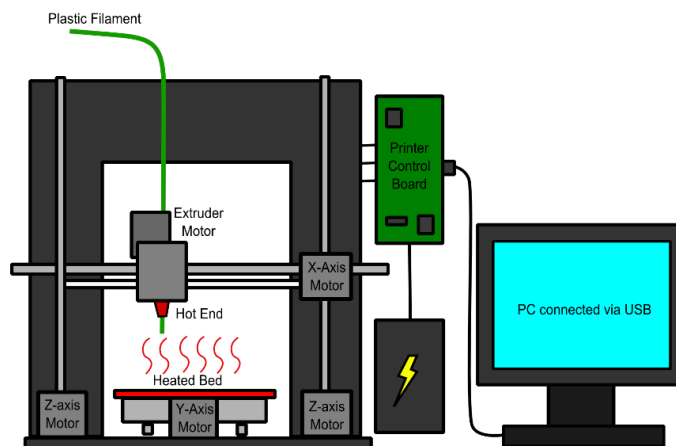 Plastic Filament
Printer
Control
Board
Extruder
Motor
X-Axis
Motor
Hot End
PC connected via USB
Heated Bed
Z-axis
Motor
Y-Axis
Motor
Z-axis
Motor